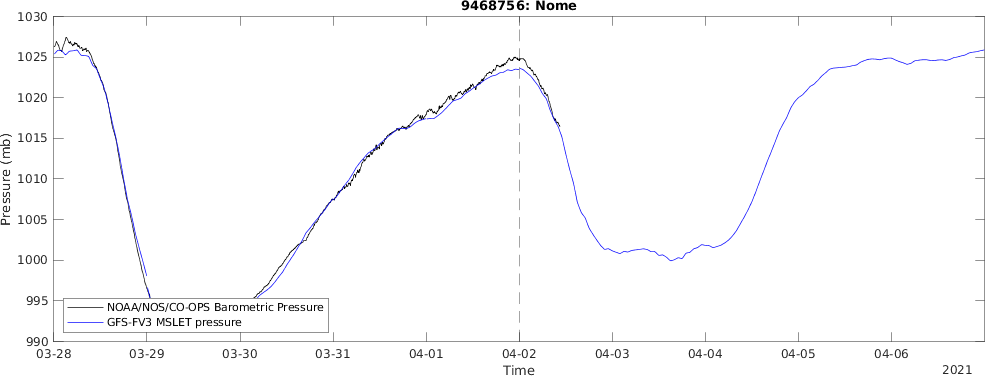 9468756: Nome
1030
1025
1020
1015
1010
1005
1000
995
990
Pressure (mb)
NOAA/NOS/CO-OPS Barometric Pressure
GFS-FV3 MSLET pressure
03-28 03-29 03-30 03-31 04-01 04-02 04-03 04-04 04-05 04-06
Time
2021